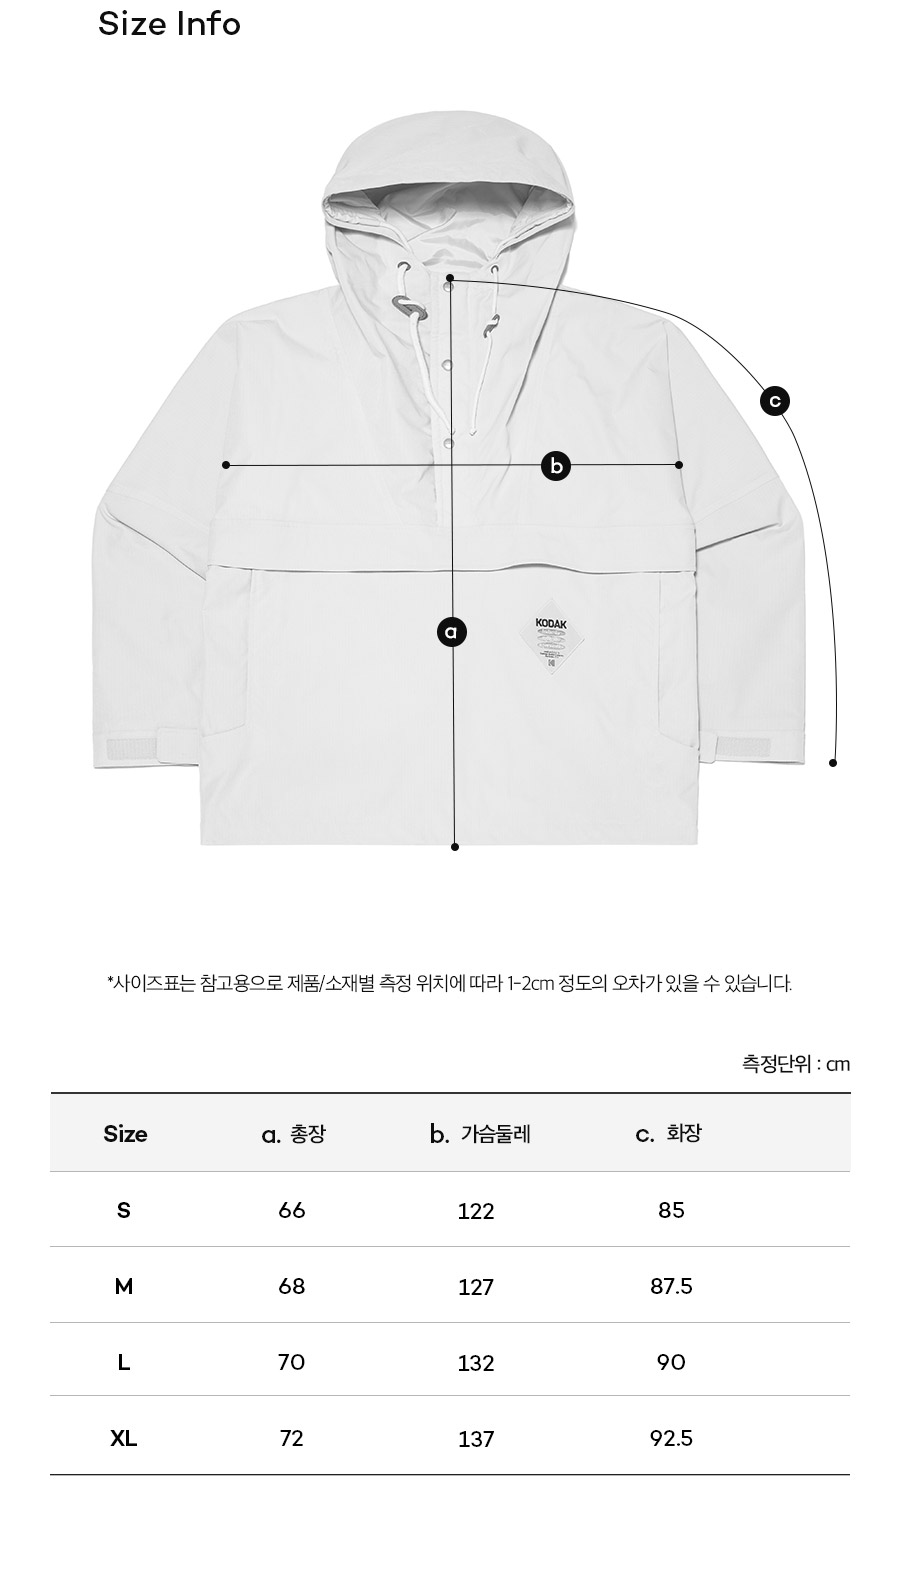 Size Info
c
b
a
KODAK
*사이즈표는 참고용으로 제품/소재별 측정 위치에 따라 1-2cm 정도의 오차가 있을 수 있습니다.
측정단위 : cm
Size a. 총장 b. 가슴둘레 c. 화장
S 66 122 85
M 68 127 87.5
L 70 132 90
XL 72 137 92.5